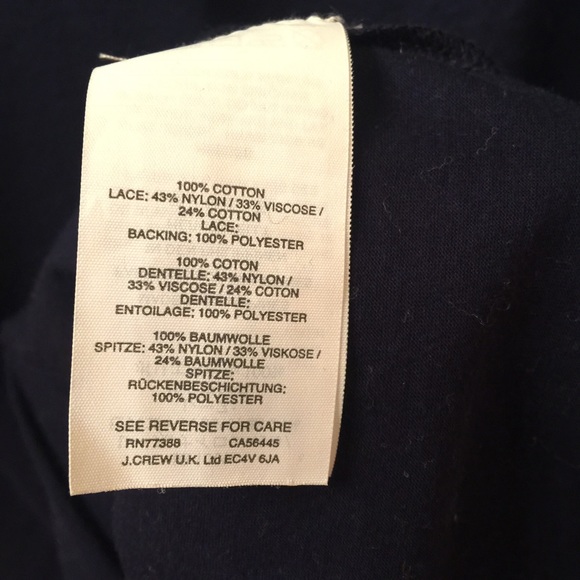 100% COTTON
LACE: 43% NYLON / 33% VISCOSE /
24% COTTON
LACE:
BACKING: 100% POLYESTER
100% COTON
DENTELLE: 43% NYLON /
33% VISCOSE / 24% COTON
DENTELLE:
ENTOILAGE: 100% POLYESTER
100% BAUMWOLLE
SPITZE: 43% NYLON / 33% VISKOSE /
24% BAUMWOLLE
SPITZE:
RÜCKENBESCHICHTUNG:
100% POLYESTER
SEE REVERSE FOR CARE
RN77388 CA56445
J.CREW U.K. Ltd EC4V 6JA